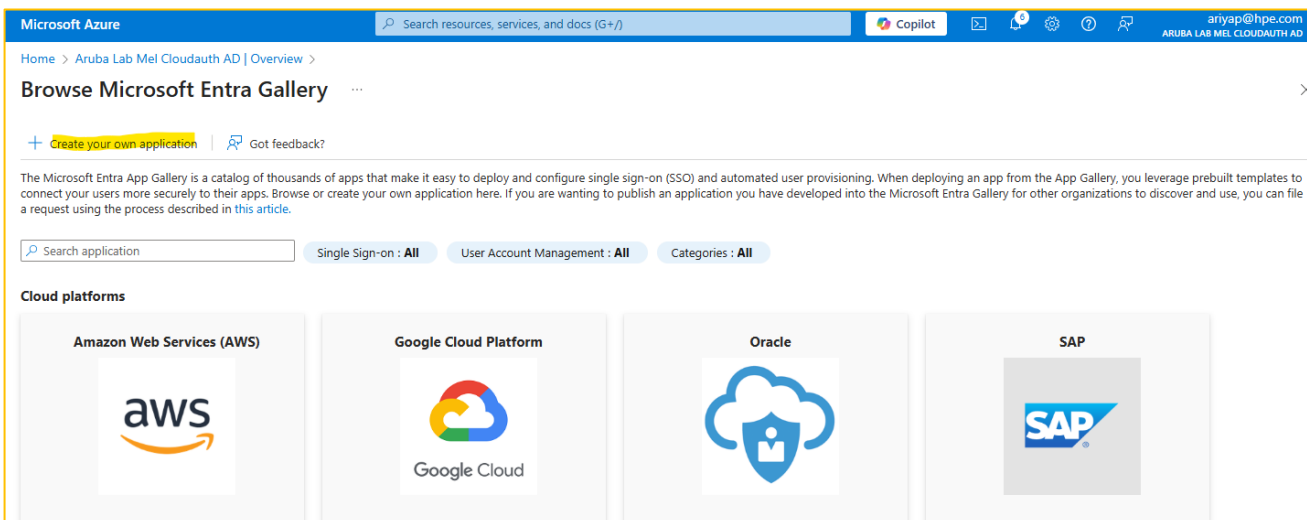 Microsoft Azure
Search resources, services, and docs (G+/)
Copilot
6
ariyap@hpe.com
ARUBA LAB MEL CLOUDAUTH AD
Home > Aruba Lab Mel Cloudauth AD | Overview >
Browse Microsoft Entra Gallery ...
+ Create your own application
Got feedback?
The Microsoft Entra App Gallery is a catalog of thousands of apps that make it easy to deploy and configure single sign-on (SSO) and automated user provisioning. When deploying an app from the App Gallery, you leverage prebuilt templates to
connect your users more securely to their apps. Browse or create your own application here. If you are wanting to publish an application you have developed into the Microsoft Entra Gallery for other organizations to discover and use, you can file
a request using the process described in this article.
Search application
Single Sign-on : All
User Account Management : All
Categories : All
Cloud platforms
Amazon Web Services (AWS)
Google Cloud Platform
Oracle
SAP
aws
Google Cloud
SAP